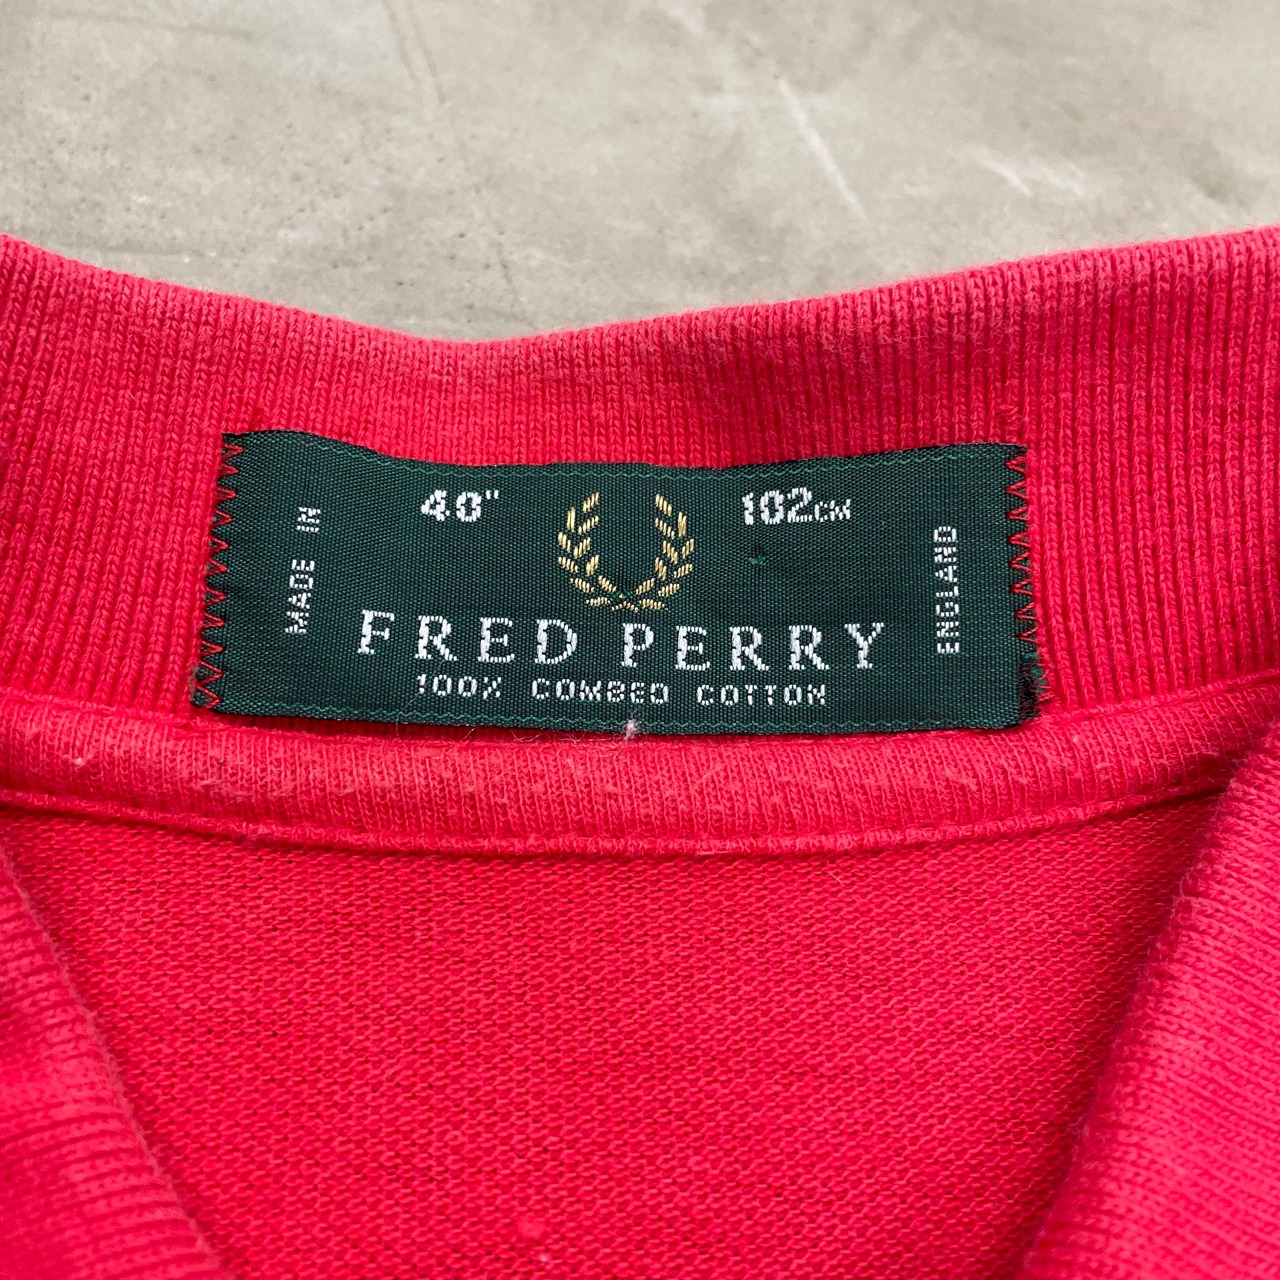 40" 102CM
MADE IN
FRED PERRY
100% COMBED COTTON
ENGLAND